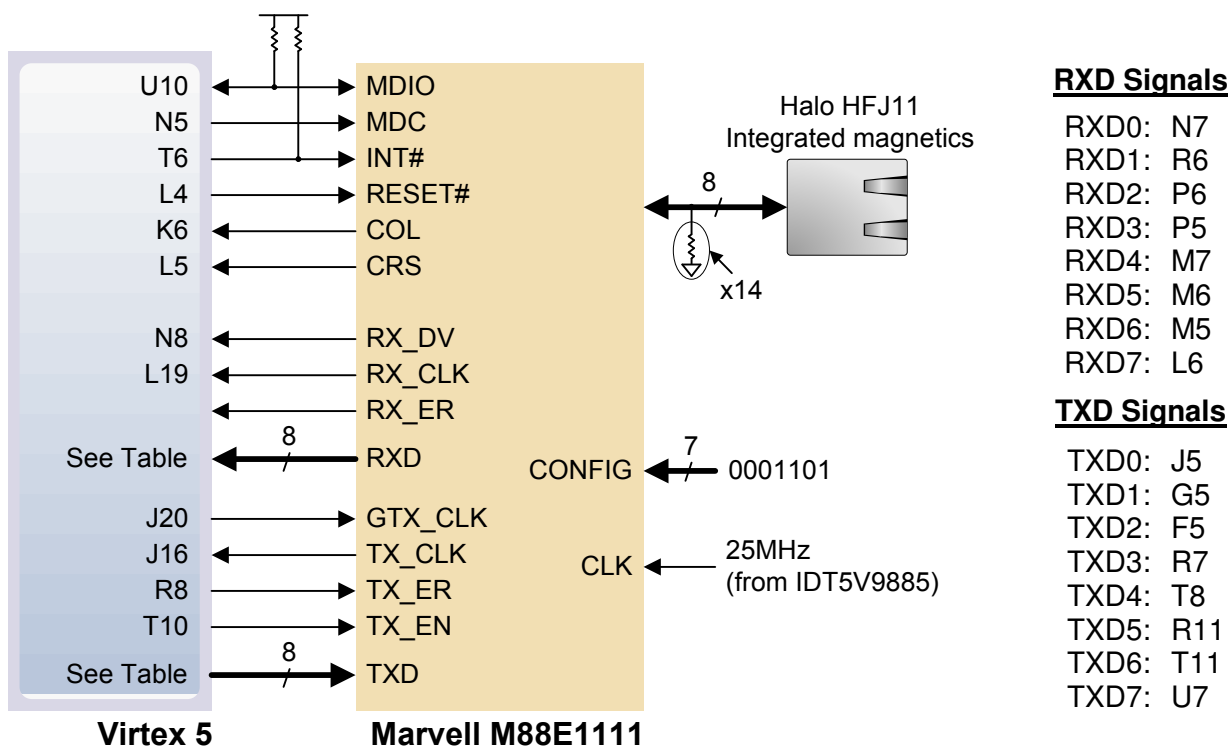 U10 MDIO
N5 MDC
T6 INT#
L4 RESET#
K6 COL
L5 CRS
N8 RX_DV
L19 RX_CLK
RX_ER
See Table 8 RXD
J20 GTX_CLK
J16 TX_CLK
R8 TX_ER
T10 TX_EN
See Table 8 TXD
Virtex 5
Marvell M88E1111
Halo HFJ11
Integrated magnetics
8
x14
CONFIG 7 0001101
CLK 25MHz
(from IDT5V9885)
RXD Signals
RXD0: N7
RXD1: R6
RXD2: P6
RXD3: P5
RXD4: M7
RXD5: M6
RXD6: M5
RXD7: L6
TXD Signals
TXD0: J5
TXD1: G5
TXD2: F5
TXD3: R7
TXD4: T8
TXD5: R11
TXD6: T11
TXD7: U7